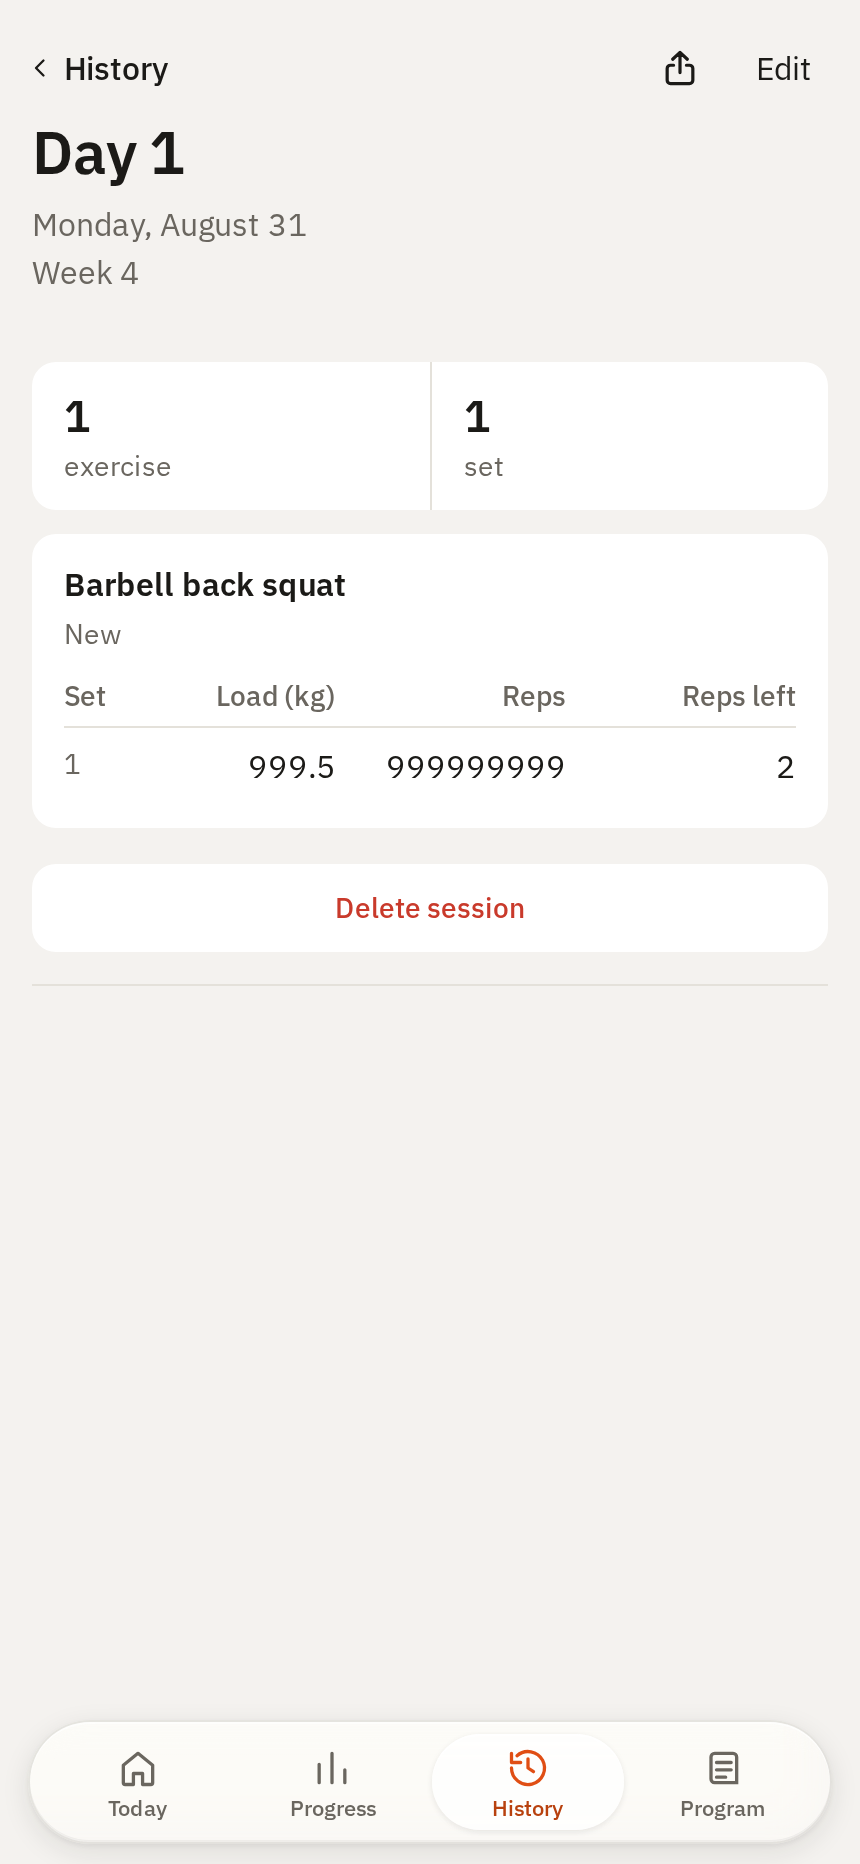 History
Edit
Day 1
Monday, August 31
Week 4
1
exercise
1
set
Barbell back squat
New
Set Load (kg) Reps Reps left
1 999.5 999999999 2
Delete session
Today Progress History Program